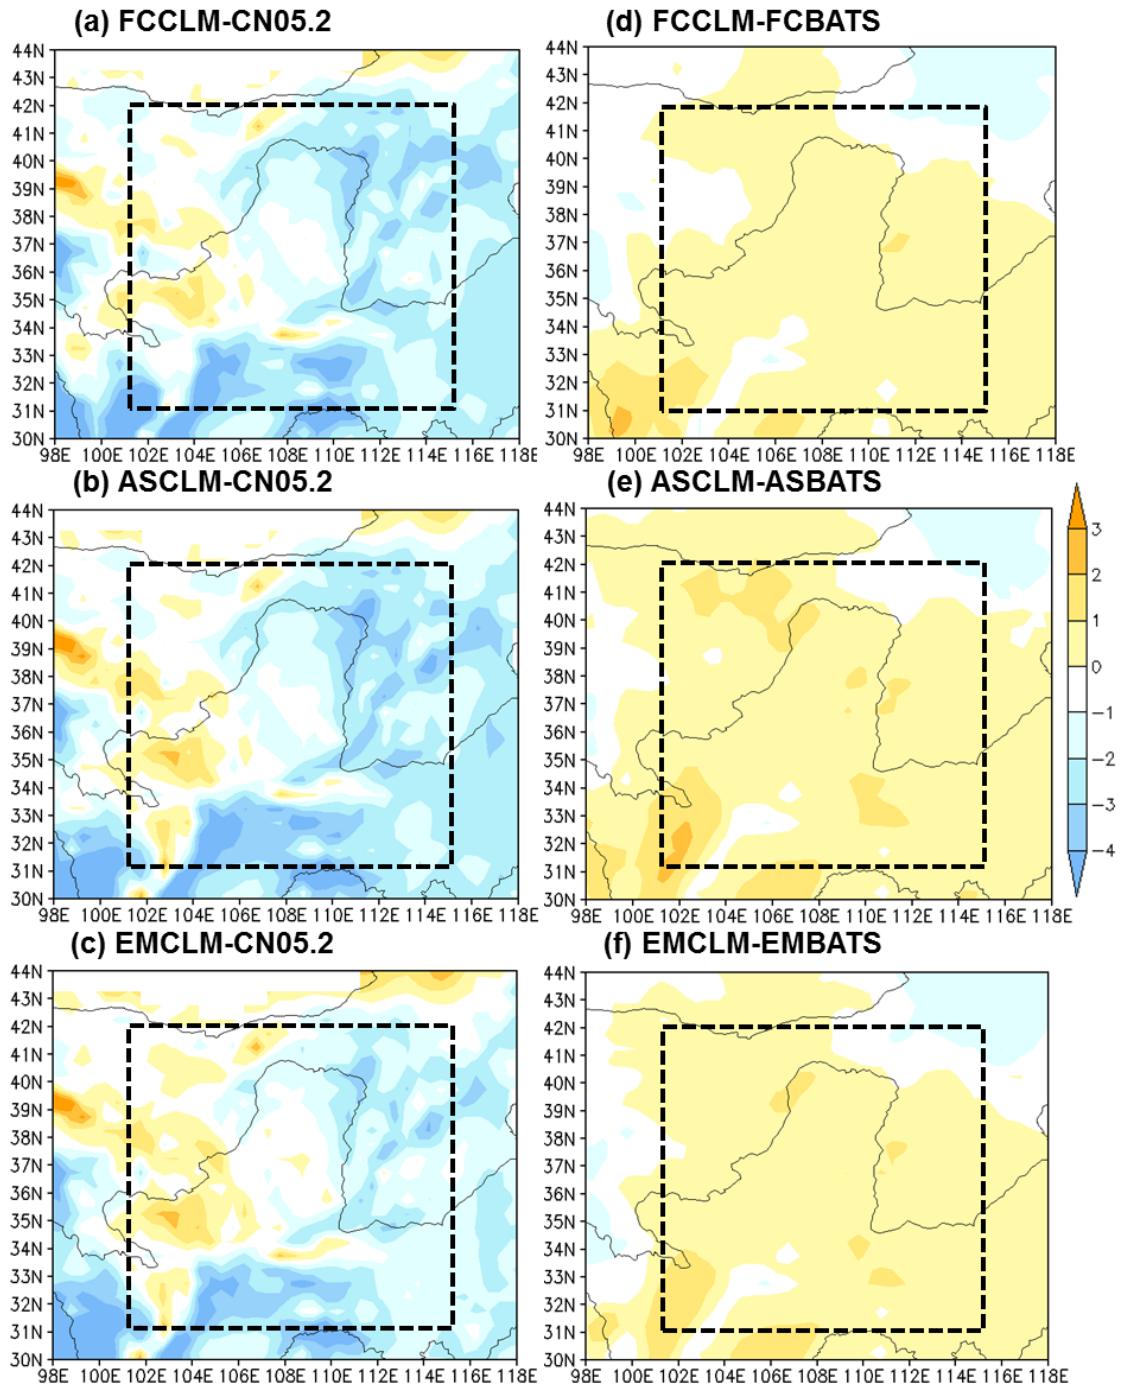 (a) FCCLM-CN05.2
44N
43N
42N
41N
40N
39N
38N
37N
36N
35N
34N
33N
32N
31N
30N
98E 100E 102E 104E 106E 108E 110E 112E 114E 116E 118E
(d) FCCLM-FCBATS
44N
43N
42N
41N
40N
39N
38N
37N
36N
35N
34N
33N
32N
31N
30N
98E 100E 102E 104E 106E 108E 110E 112E 114E 116E 118E
(b) ASCLM-CN05.2
44N
43N
42N
41N
40N
39N
38N
37N
36N
35N
34N
33N
32N
31N
30N
98E 100E 102E 104E 106E 108E 110E 112E 114E 116E 118E
(e) ASCLM-ASBATS
44N
43N
42N
41N
40N
39N
38N
37N
36N
35N
34N
33N
32N
31N
30N
98E 100E 102E 104E 106E 108E 110E 112E 114E 116E 118E
3
2
1
0
−1
−2
−3
−4
(c) EMCLM-CN05.2
44N
43N
42N
41N
40N
39N
38N
37N
36N
35N
34N
33N
32N
31N
30N
98E 100E 102E 104E 106E 108E 110E 112E 114E 116E 118E
(f) EMCLM-EMBATS
44N
43N
42N
41N
40N
39N
38N
37N
36N
35N
34N
33N
32N
31N
30N
98E 100E 102E 104E 106E 108E 110E 112E 114E 116E 118E